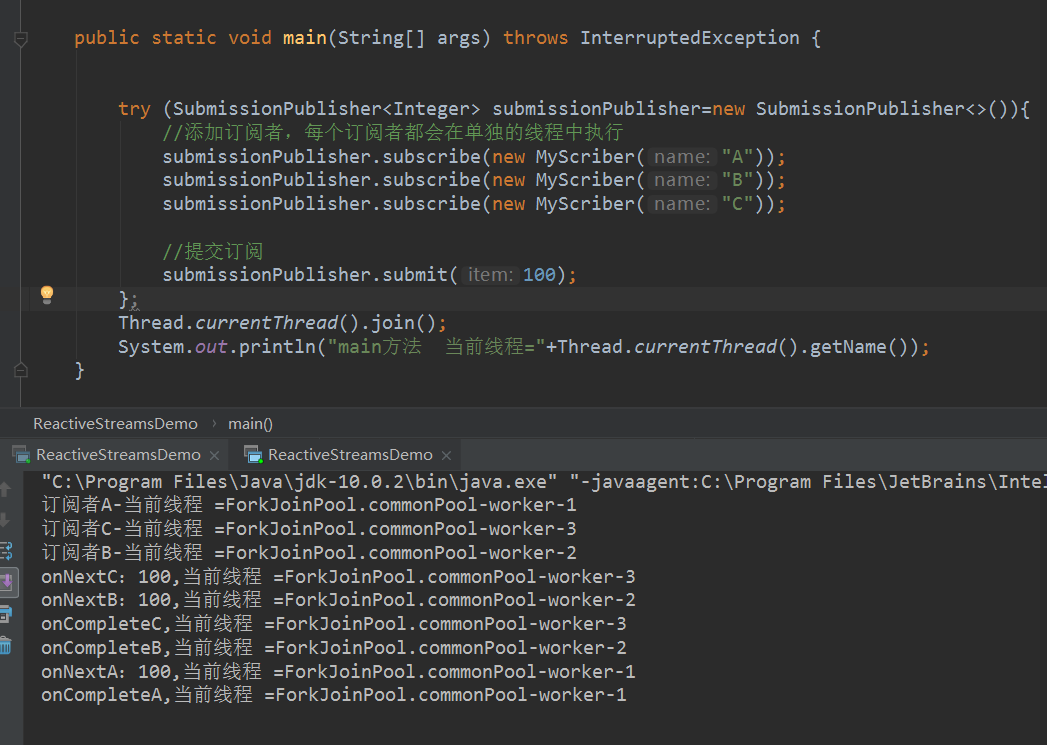 public static void main(String[] args) throws InterruptedException {
try (SubmissionPublisher<Integer> submissionPublisher=new SubmissionPublisher<>()){
//添加订阅者，每个订阅者都会在单独的线程中执行
submissionPublisher.subscribe(new MyScriber( name: "A"));
submissionPublisher.subscribe(new MyScriber( name: "B"));
submissionPublisher.subscribe(new MyScriber( name: "C"));
//提交订阅
submissionPublisher.submit( item: 100);
};
Thread.currentThread().join();
System.out.println("main方法  当前线程="+Thread.currentThread().getName());
}
ReactiveStreamsDemo › main()
ReactiveStreamsDemo × ReactiveStreamsDemo ×
"C:\Program Files\Java\jdk-10.0.2\bin\java.exe" "-javaagent:C:\Program Files\JetBrains\Intel
订阅者A-当前线程 =ForkJoinPool.commonPool-worker-1
订阅者C-当前线程 =ForkJoinPool.commonPool-worker-3
订阅者B-当前线程 =ForkJoinPool.commonPool-worker-2
onNextC：100,当前线程 =ForkJoinPool.commonPool-worker-3
onNextB：100,当前线程 =ForkJoinPool.commonPool-worker-2
onCompleteC,当前线程 =ForkJoinPool.commonPool-worker-3
onCompleteB,当前线程 =ForkJoinPool.commonPool-worker-2
onNextA：100,当前线程 =ForkJoinPool.commonPool-worker-1
onCompleteA,当前线程 =ForkJoinPool.commonPool-worker-1